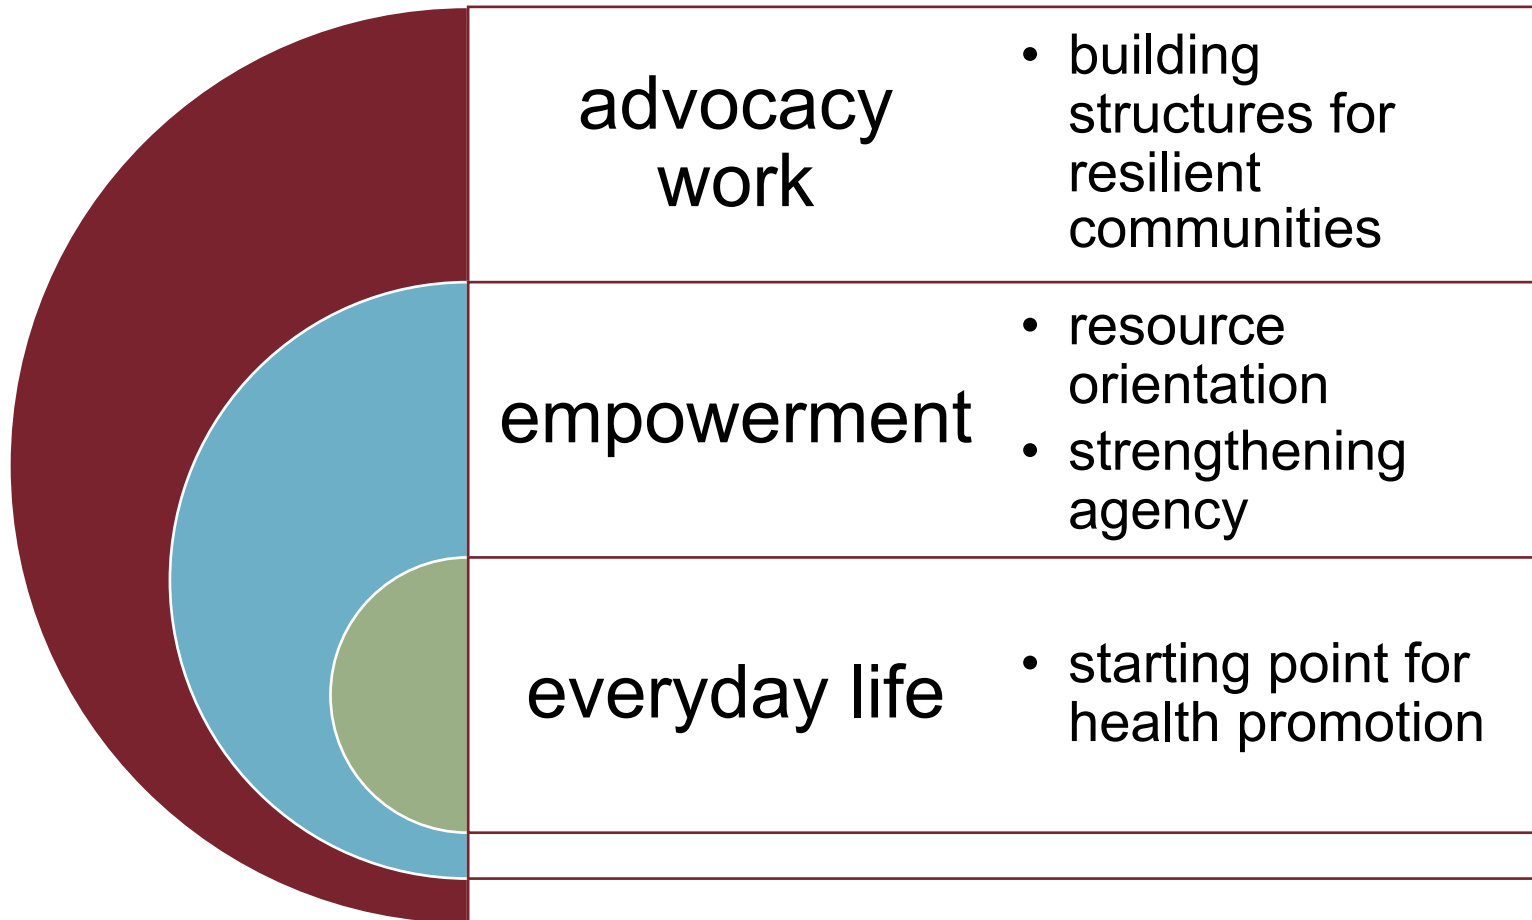 advocacy
work
• building
structures for
resilient
communities
empowerment
• resource
orientation
• strengthening
agency
everyday life
• starting point for
health promotion